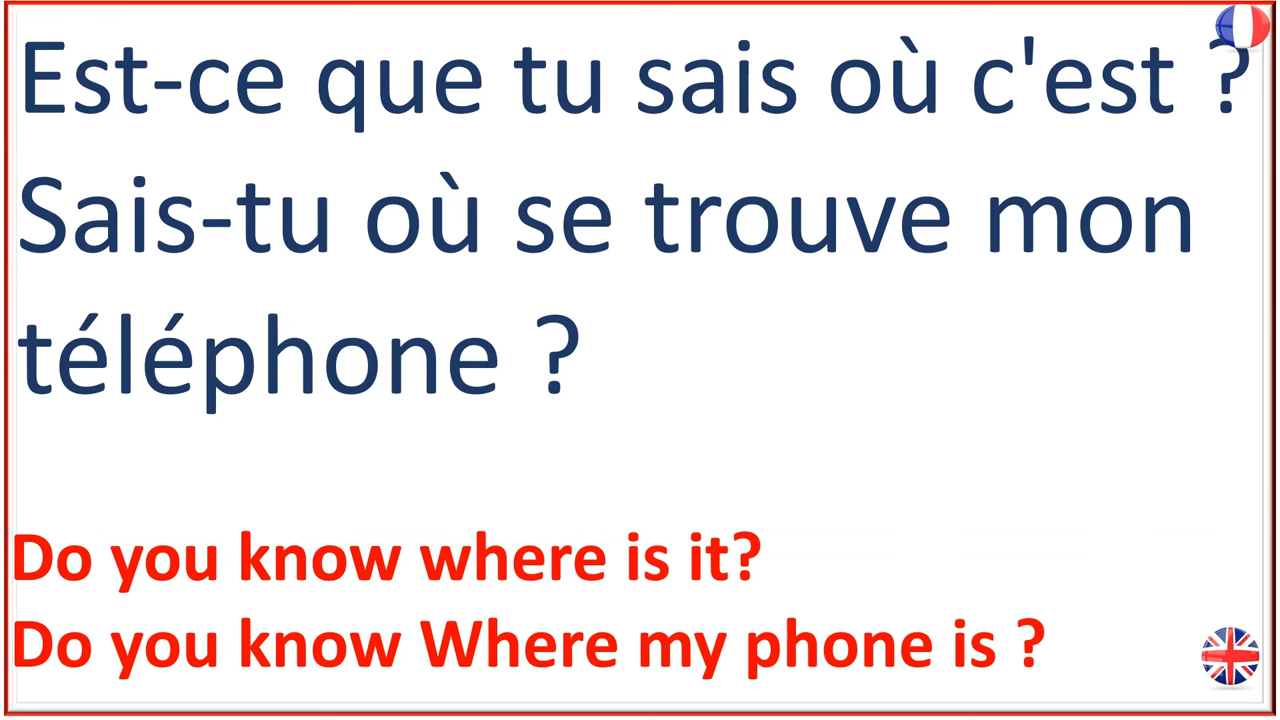 Est-ce que tu sais où c'est ?
Sais-tu où se trouve mon
téléphone ?
Do you know where is it?
Do you know Where my phone is ?